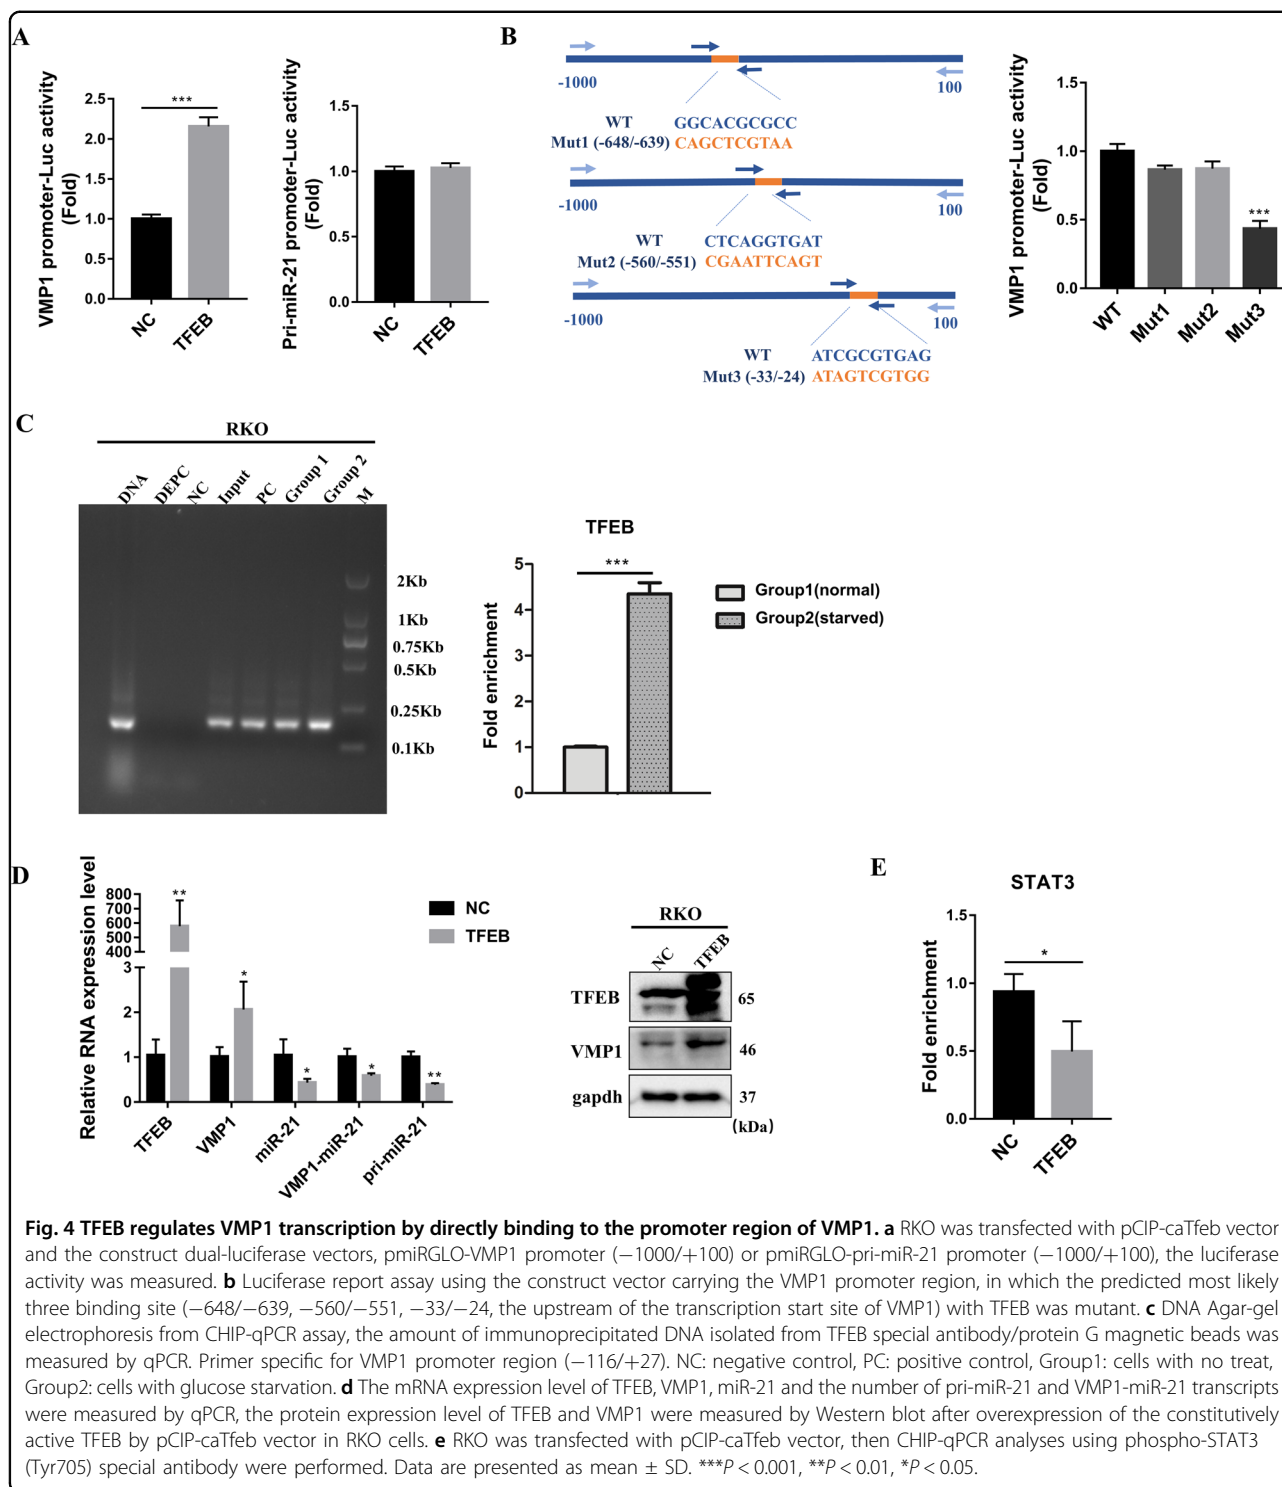 A
VMP1 promoter-Luc activity
(Fold)
2.5
2.0
1.5
1.0
0.5
0.0
***
NC
TFEB
Pri-miR-21 promoter-Luc activity
(Fold)
1.5
1.0
0.5
0.0
NC
TFEB
B
-1000
100
WT GGCACGCGCC
Mut1 (-648/-639) CAGCTCGTAA
-1000
100
WT CTCAGGTGAT
Mut2 (-560/-551) CGAATTCAGT
-1000
100
WT ATCGCGTGAG
Mut3 (-33/-24) ATAGTCGTGG
VMP1 promoter-Luc activity
(Fold)
1.5
1.0
0.5
0.0
***
WT
Mut1
Mut2
Mut3
C
RKO
DNA
DEPC
NC
Input
PC
Group 1
Group 2
M
2Kb
1Kb
0.75Kb
0.5Kb
0.25Kb
0.1Kb
TFEB
Fold enrichment
5
4
3
2
1
0
***
Group1(normal)
Group2(starved)
D
Relative RNA expression level
800
700
600
500
400
3
2
1
0
**
*
*
*
**
TFEB
VMP1
miR-21
VMP1-miR-21
pri-miR-21
NC
TFEB
RKO
NC
TFEB
TFEB 65
VMP1 46
gapdh 37
(kDa)
E
STAT3
Fold enrichment
1.5
1.0
0.5
0.0
*
NC
TFEB
Fig. 4 TFEB regulates VMP1 transcription by directly binding to the promoter region of VMP1. a RKO was transfected with pCIP-caTfeb vector
and the construct dual-luciferase vectors, pmiRGLO-VMP1 promoter (−1000/+100) or pmiRGLO-pri-miR-21 promoter (−1000/+100), the luciferase
activity was measured. b Luciferase report assay using the construct vector carrying the VMP1 promoter region, in which the predicted most likely
three binding site (−648/−639, −560/−551, −33/−24, the upstream of the transcription start site of VMP1) with TFEB was mutant. c DNA Agar-gel
electrophoresis from CHIP-qPCR assay, the amount of immunoprecipitated DNA isolated from TFEB special antibody/protein G magnetic beads was
measured by qPCR. Primer specific for VMP1 promoter region (−116/+27). NC: negative control, PC: positive control, Group1: cells with no treat,
Group2: cells with glucose starvation. d The mRNA expression level of TFEB, VMP1, miR-21 and the number of pri-miR-21 and VMP1-miR-21 transcripts
were measured by qPCR, the protein expression level of TFEB and VMP1 were measured by Western blot after overexpression of the constitutively
active TFEB by pCIP-caTfeb vector in RKO cells. e RKO was transfected with pCIP-caTfeb vector, then CHIP-qPCR analyses using phospho-STAT3
(Tyr705) special antibody were performed. Data are presented as mean ± SD. ***P < 0.001, **P < 0.01, *P < 0.05.